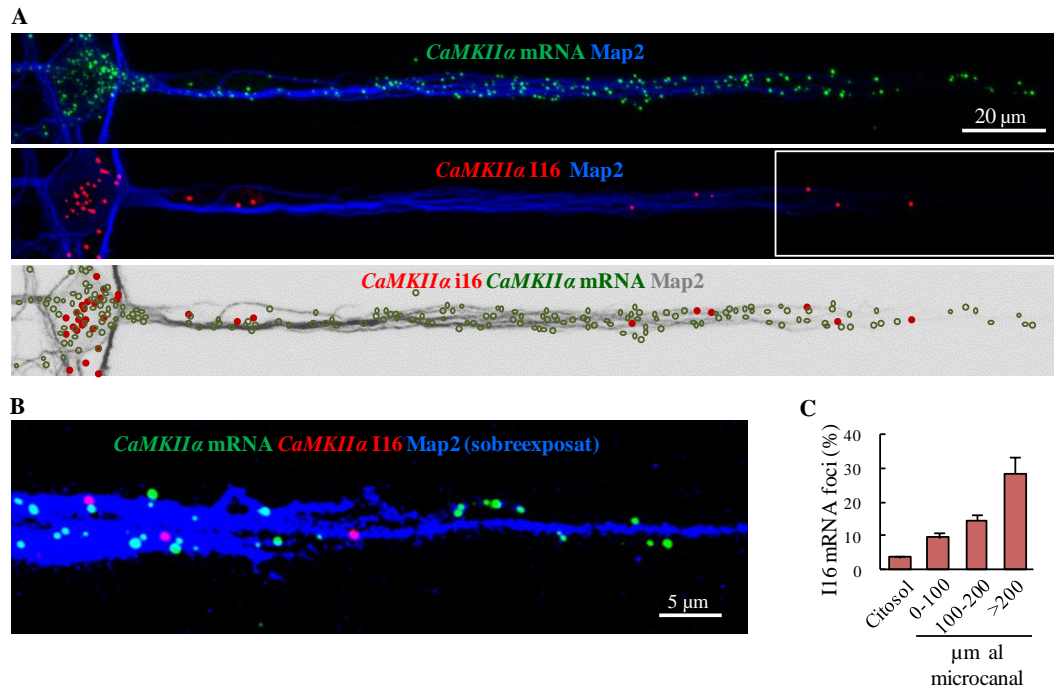 A
CaMKIIα mRNA Map2
20 µm
CaMKIIα I16 Map2
CaMKIIα i16 CaMKIIα mRNA Map2
B
CaMKIIα mRNA CaMKIIα I16 Map2 (sobreexposat)
5 µm
C
I16 mRNA foci (%)
40
30
20
10
0
Citosol
0-100
100-200
>200
µm al
microcanal